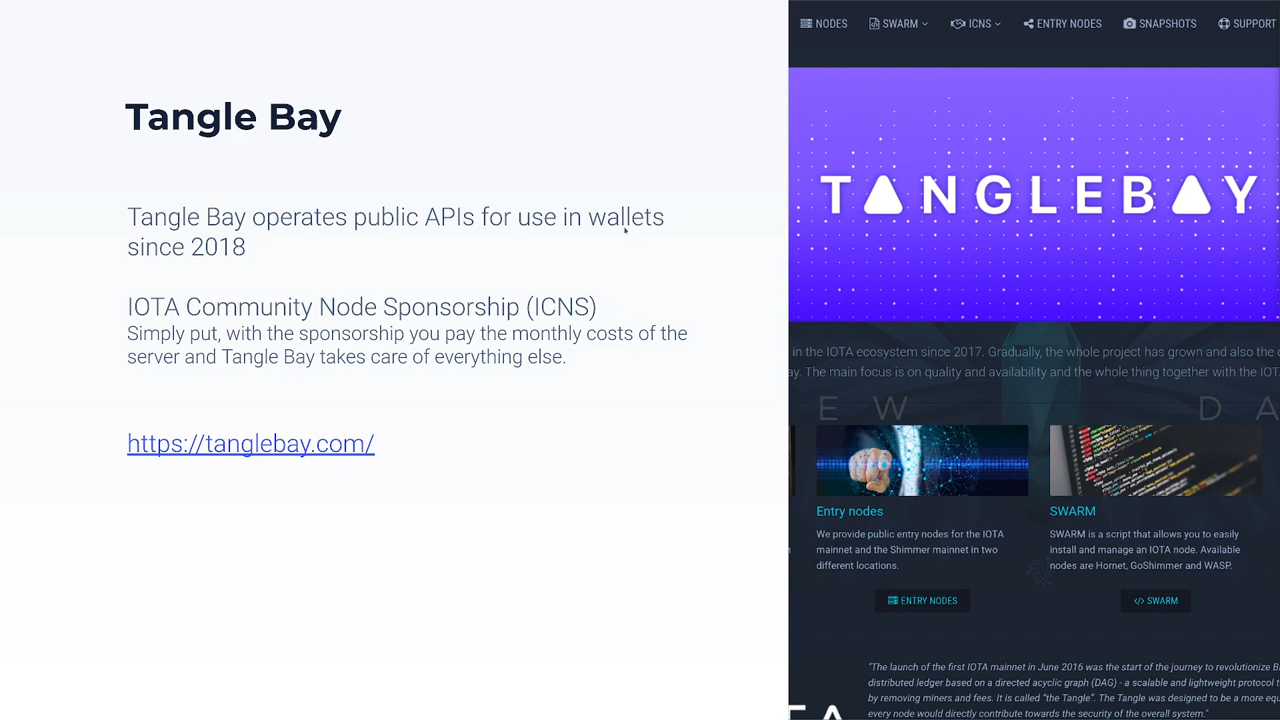 Tangle Bay
Tangle Bay operates public APIs for use in wallets
since 2018
IOTA Community Node Sponsorship (ICNS)
Simply put, with the sponsorship you pay the monthly costs of the
server and Tangle Bay takes care of everything else.
https://tanglebay.com/
NODES SWARM ICNS ENTRY NODES SNAPSHOTS SUPPORT
TANGLEBAY
in the IOTA ecosystem since 2017. Gradually, the whole project has grown and also the
ay. The main focus is on quality and availability and the whole thing together with the IOT
E W D A
Entry nodes
We provide public entry nodes for the IOTA
mainnet and the Shimmer mainnet in two
different locations.
ENTRY NODES
SWARM
SWARM is a script that allows you to easily
install and manage an IOTA node. Available
nodes are Hornet, GoShimmer and WASP.
</> SWARM
"The launch of the first IOTA mainnet in June 2016 was the start of the journey to revolutionize B
distributed ledger based on a directed acyclic graph (DAG) - a scalable and lightweight protocol t
by removing miners and fees. It is called "the Tangle". The Tangle was designed to be a more equ
every node would directly contribute towards the security of the overall system."